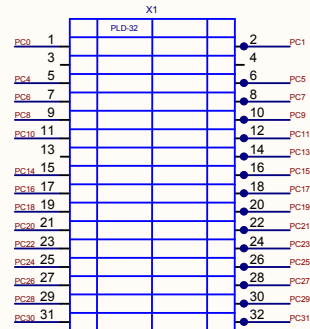 X1
PLD-32
PC0 1 2 PC1
3 4
PC4 5 6 PC5
PC6 7 8 PC7
PC8 9 10 PC9
PC10 11 12 PC11
13 14 PC13
PC14 15 16 PC15
PC16 17 18 PC17
PC18 19 20 PC19
PC20 21 22 PC21
PC22 23 24 PC23
PC24 25 26 PC25
PC26 27 28 PC27
PC28 29 30 PC29
PC30 31 32 PC31